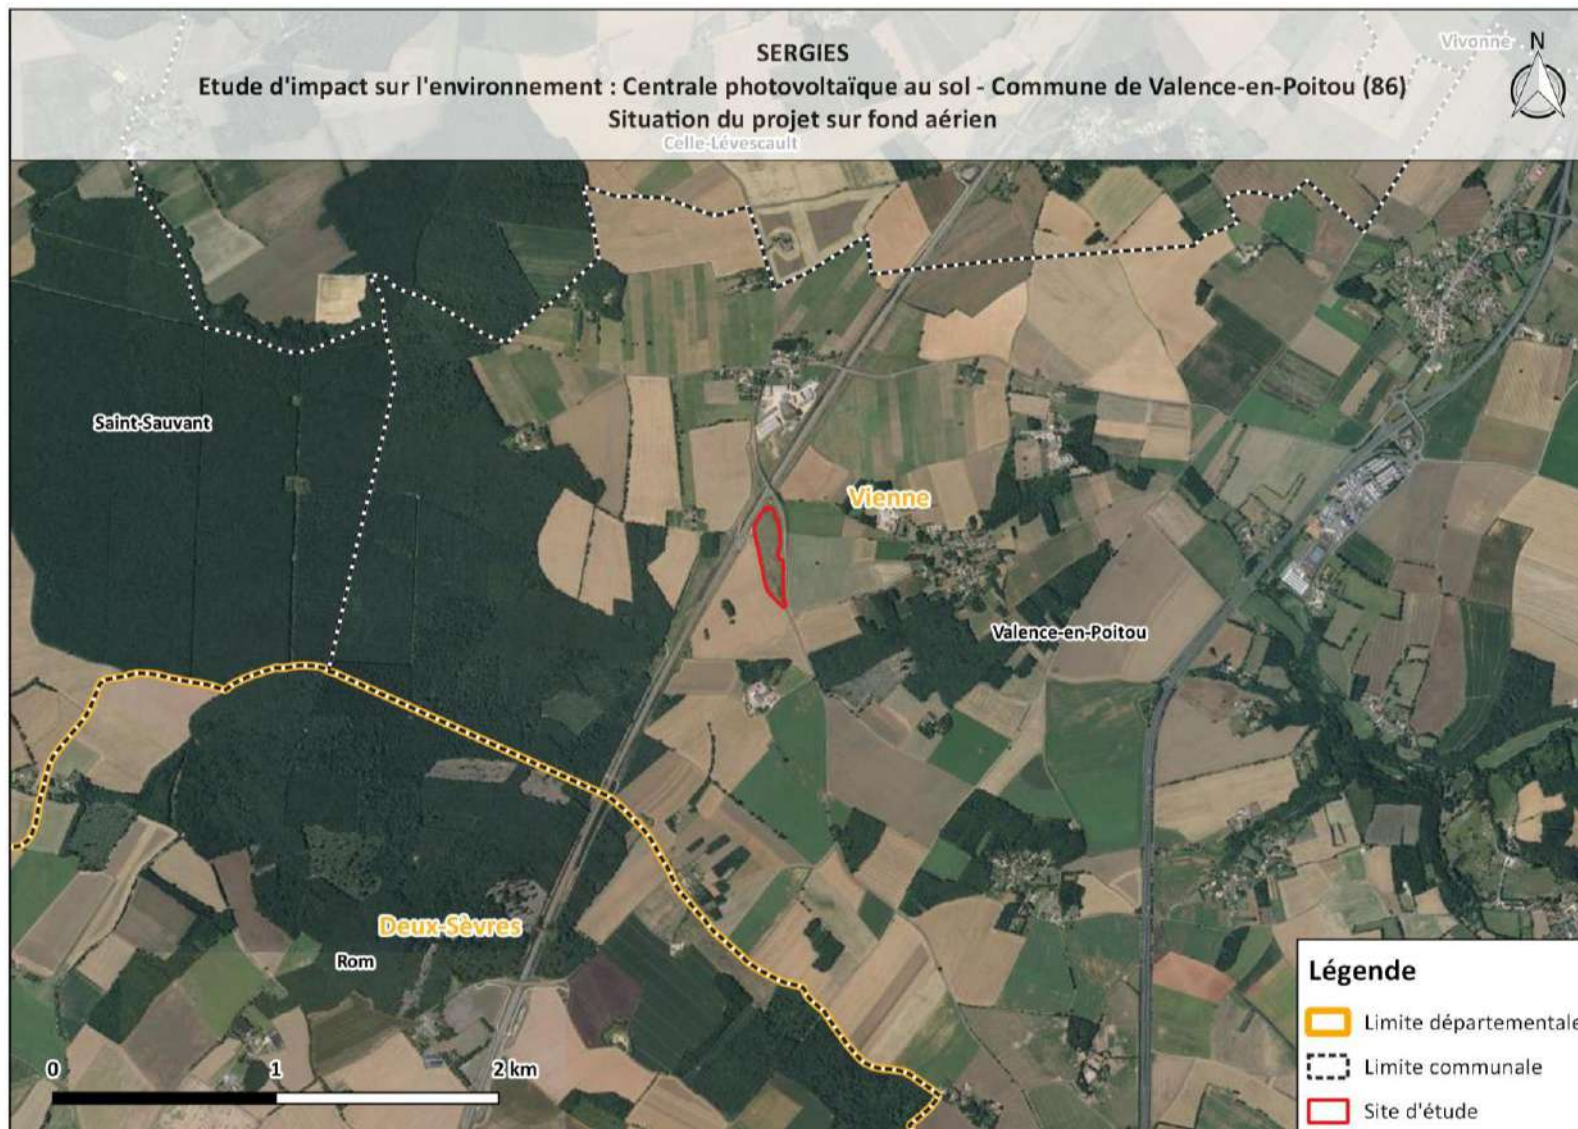 SERGIES
Etude d'impact sur l'environnement : Centrale photovoltaïque au sol - Commune de Valence-en-Poitou (86)
Situation du projet sur fond aérien
Vivonne
N
Celle-Lévescault
Saint-Sauvant
Vienne
Valence-en-Poitou
Deux-Sèvres
Rom
0 1 2 km
Légende
Limite départementale
Limite communale
Site d'étude